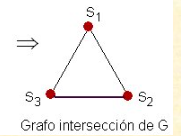 ⇒
S₁
S₃
S₂
Grafo intersección de G